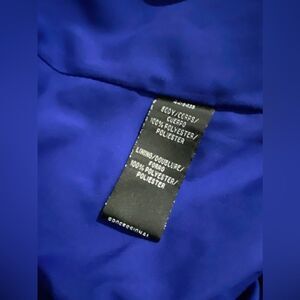 BODY/CORPS/
CUERPO
100% POLYESTER/
POLIESTER
LINING/DOUBLURE/
FORRO
100% POLYESTER/
POLIESTER